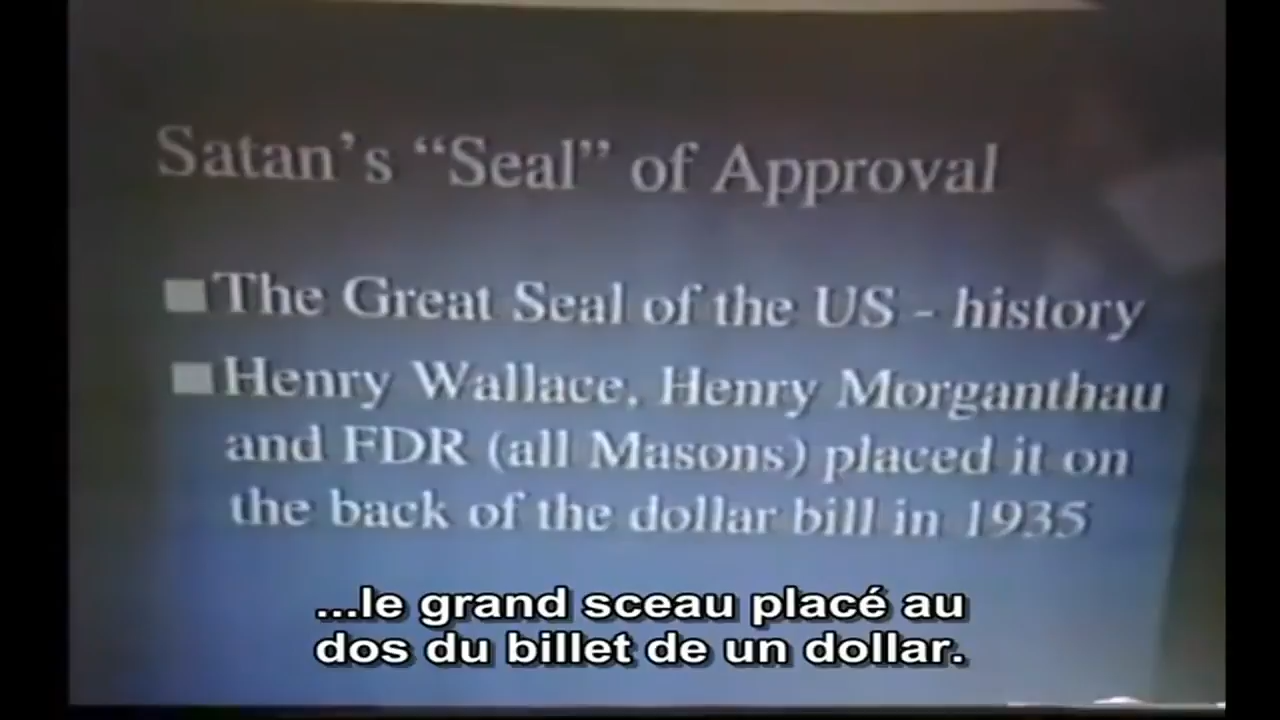 Satan's “Seal” of Approval
The Great Seal of the US - history
Henry Wallace, Henry Morganthau
and FDR (all Masons) placed it on
the back of the dollar bill in 1935
...le grand sceau placé au
dos du billet de un dollar.